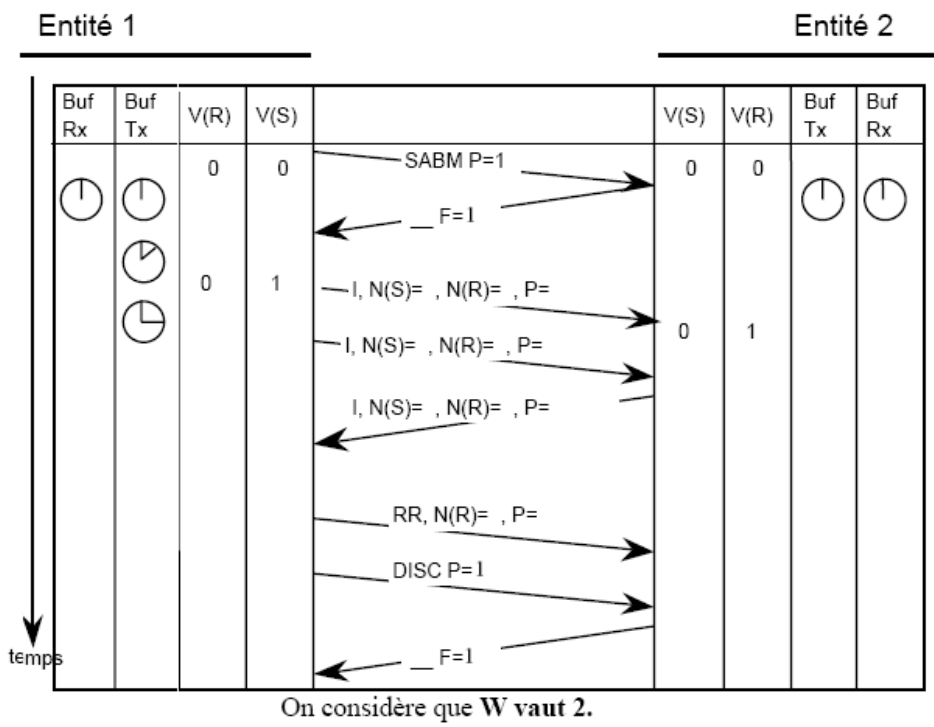 Entité 1 Entité 2
Buf Rx Buf Tx V(R) V(S) V(S) V(R) Buf Tx Buf Rx
0 0 SABM P=1 0 0
__ F=1
0 1 I, N(S)= , N(R)= , P=
0 1
I, N(S)= , N(R)= , P=
I, N(S)= , N(R)= , P=
RR, N(R)= , P=
DISC P=1
temps __ F=1
On considère que W vaut 2.